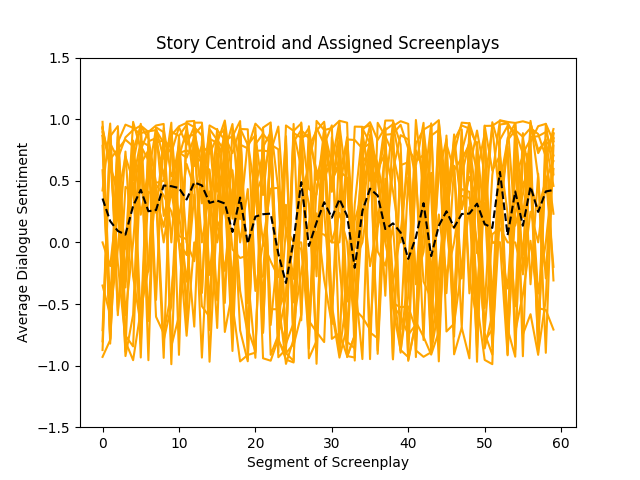 Story Centroid and Assigned Screenplays
1.5
1.0
0.5
0.0
−0.5
−1.0
−1.5
Average Dialogue Sentiment
0 10 20 30 40 50 60
Segment of Screenplay